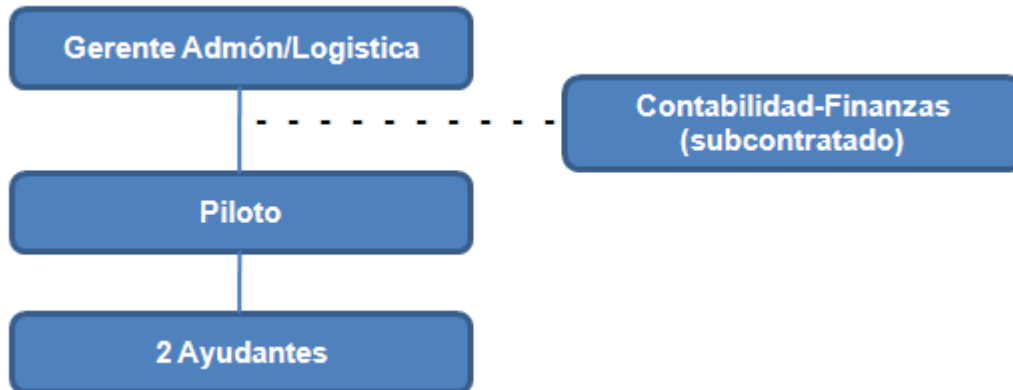 Gerente Admón/Logistica
Contabilidad-Finanzas
(subcontratado)
Piloto
2 Ayudantes